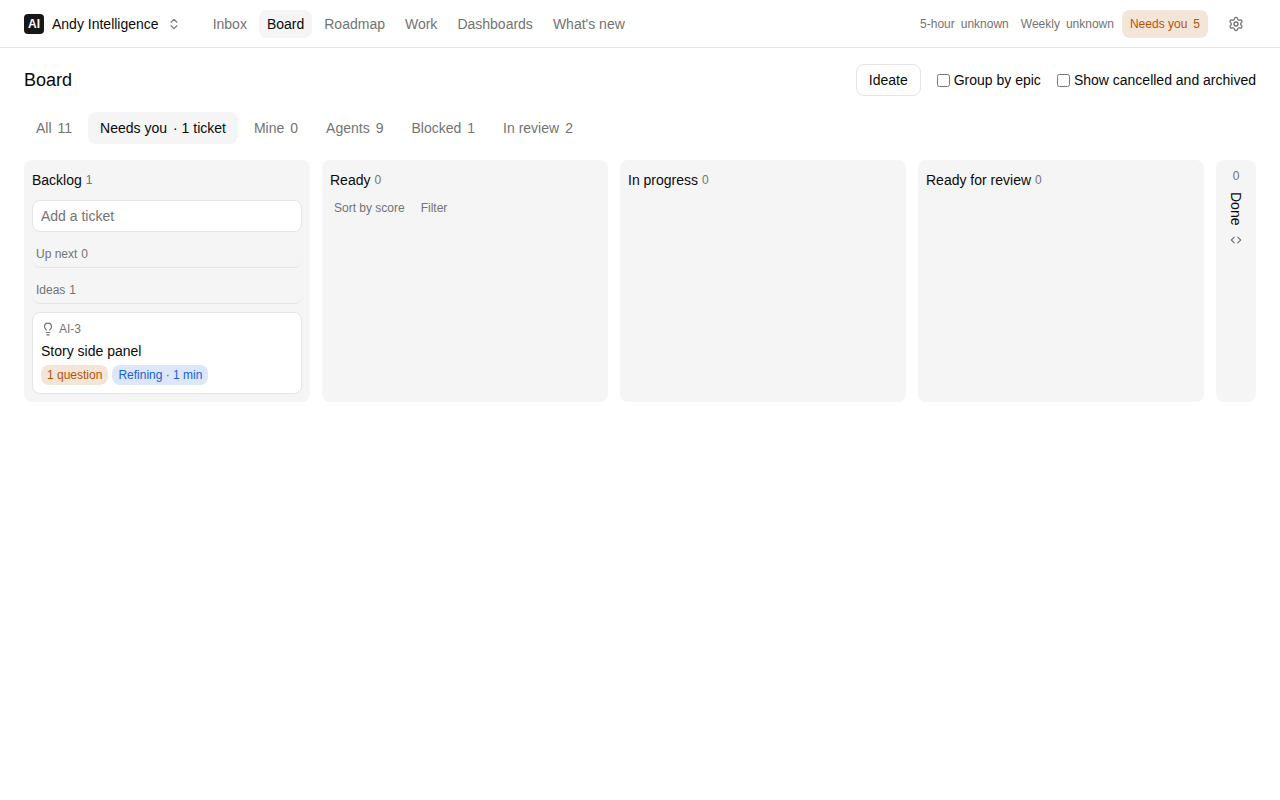 AI Andy Intelligence Inbox Board Roadmap Work Dashboards What's new 5-hour unknown Weekly unknown Needs you 5
Board Ideate Group by epic Show cancelled and archived
All 11 Needs you · 1 ticket Mine 0 Agents 9 Blocked 1 In review 2
Backlog 1 Ready 0 In progress 0 Ready for review 0 0 Done
Add a ticket Sort by score Filter
Up next 0
Ideas 1
AI-3
Story side panel
1 question Refining · 1 min